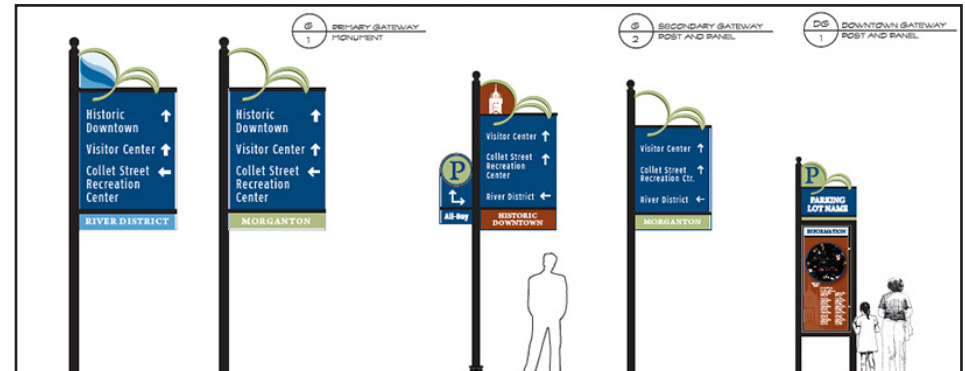 G
1
PRIMARY GATEWAY
MONUMENT
G
2
SECONDARY GATEWAY
POST AND PANEL
DG
1
DOWNTOWN GATEWAY
POST AND PANEL
Historic
Downtown
Visitor Center
Collet Street
Recreation
Center
RIVER DISTRICT
Historic
Downtown
Visitor Center
Collet Street
Recreation
Center
MORGANTON
P
All-Day
Visitor Center
Collet Street
Recreation
Center
River District
HISTORIC
DOWNTOWN
Visitor Center
Collet Street
Recreation Ctr.
River District
MORGANTON
P
PARKING
LOT NAME
INFORMATION